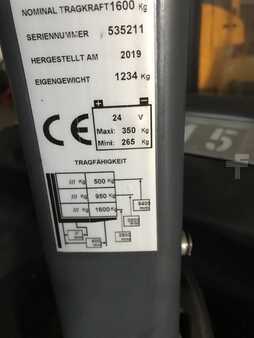 NOMINAL TRAGKRAFT 1600 Kg
SERIENNUMMER 535211
HERGESTELLT AM 2019
EIGENGEWICHT 1234 Kg
- +
24 V
Maxi: 350 Kg
Mini: 265 Kg
CE
TRAGFÄHIGKEIT
/// Kg 500
/// Kg 950
/// Kg 1600
15